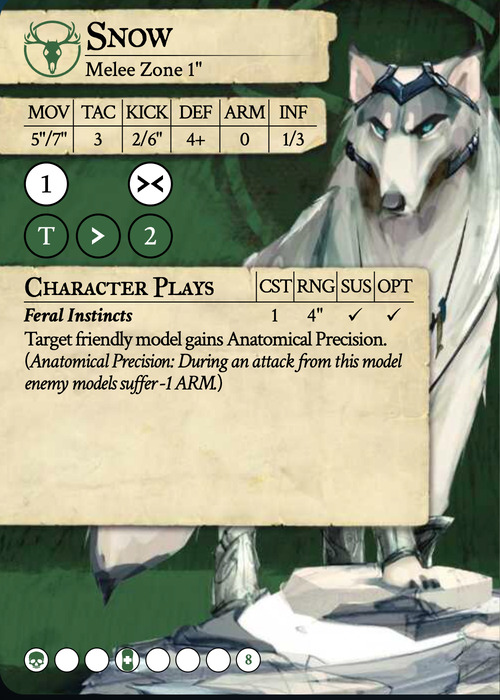 Snow
Melee Zone 1"
MOV TAC KICK DEF ARM INF
5"/7" 3 2/6" 4+ 0 1/3
1 ><
T > 2
Character Plays CST RNG SUS OPT
Feral Instincts 1 4" ✓ ✓
Target friendly model gains Anatomical Precision.
(Anatomical Precision: During an attack from this model
enemy models suffer -1 ARM.)
8